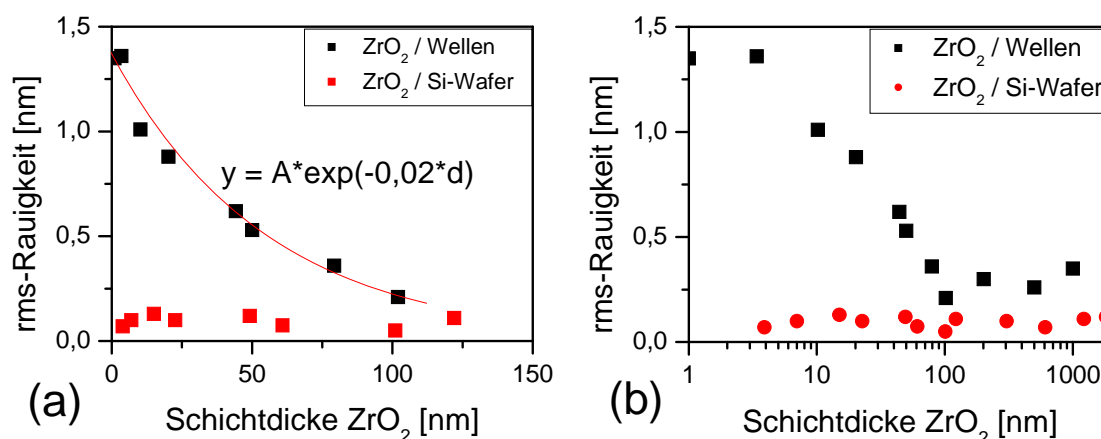 1,5
1,0
0,5
0,0
rms-Rauigkeit [nm]
ZrO2 / Wellen
ZrO2 / Si-Wafer
y = A*exp(-0,02*d)
0 50 100 150
Schichtdicke ZrO2 [nm]
(a)
1,5
1,0
0,5
0,0
rms-Rauigkeit [nm]
ZrO2 / Wellen
ZrO2 / Si-Wafer
1 10 100 1000
Schichtdicke ZrO2 [nm]
(b)